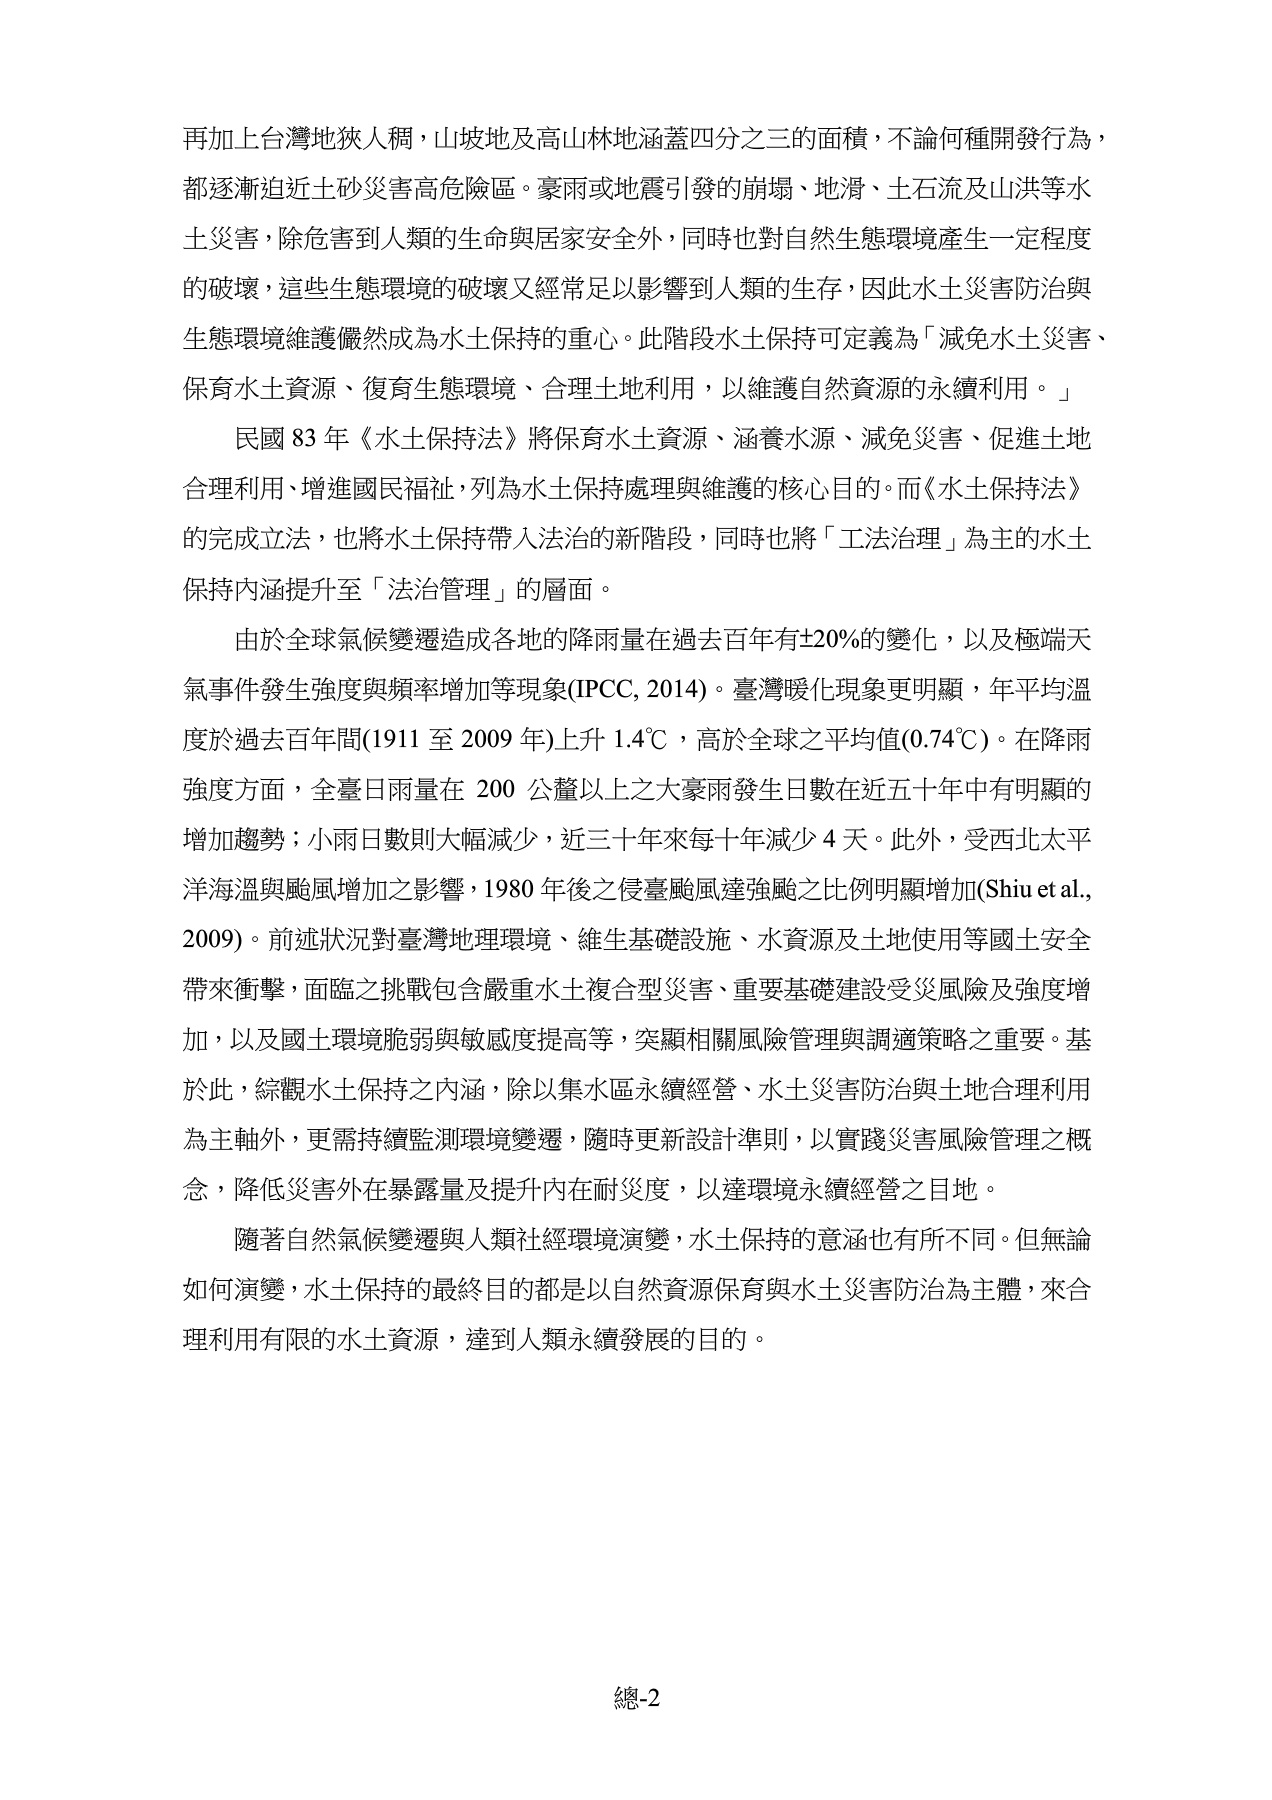 再加上台灣地狹人稠，山坡地及高山林地涵蓋四分之三的面積，不論何種開發行為，
都逐漸迫近土砂災害高危險區。豪雨或地震引發的崩塌、地滑、土石流及山洪等水
土災害，除危害到人類的生命與居家安全外，同時也對自然生態環境產生一定程度
的破壞，這些生態環境的破壞又經常足以影響到人類的生存，因此水土災害防治與
生態環境維護儼然成為水土保持的重心。此階段水土保持可定義為「減免水土災害、
保育水土資源、復育生態環境、合理土地利用，以維護自然資源的永續利用。」
民國 83 年《水土保持法》將保育水土資源、涵養水源、減免災害、促進土地
合理利用、增進國民福祉，列為水土保持處理與維護的核心目的。而《水土保持法》
的完成立法，也將水土保持帶入法治的新階段，同時也將「工法治理」為主的水土
保持內涵提升至「法治管理」的層面。
由於全球氣候變遷造成各地的降雨量在過去百年有±20%的變化，以及極端天
氣事件發生強度與頻率增加等現象(IPCC, 2014)。臺灣暖化現象更明顯，年平均溫
度於過去百年間(1911 至 2009 年)上升 1.4℃，高於全球之平均值(0.74℃)。在降雨
強度方面，全臺日雨量在 200 公釐以上之大豪雨發生日數在近五十年中有明顯的
增加趨勢；小雨日數則大幅減少，近三十年來每十年減少 4 天。此外，受西北太平
洋海溫與颱風增加之影響，1980 年後之侵臺颱風達強颱之比例明顯增加(Shiu et al.,
2009)。前述狀況對臺灣地理環境、維生基礎設施、水資源及土地使用等國土安全
帶來衝擊，面臨之挑戰包含嚴重水土複合型災害、重要基礎建設受災風險及強度增
加，以及國土環境脆弱與敏感度提高等，突顯相關風險管理與調適策略之重要。基
於此，綜觀水土保持之內涵，除以集水區永續經營、水土災害防治與土地合理利用
為主軸外，更需持續監測環境變遷，隨時更新設計準則，以實踐災害風險管理之概
念，降低災害外在暴露量及提升內在耐災度，以達環境永續經營之目地。
隨著自然氣候變遷與人類社經環境演變，水土保持的意涵也有所不同。但無論
如何演變，水土保持的最終目的都是以自然資源保育與水土災害防治為主體，來合
理利用有限的水土資源，達到人類永續發展的目的。
總-2